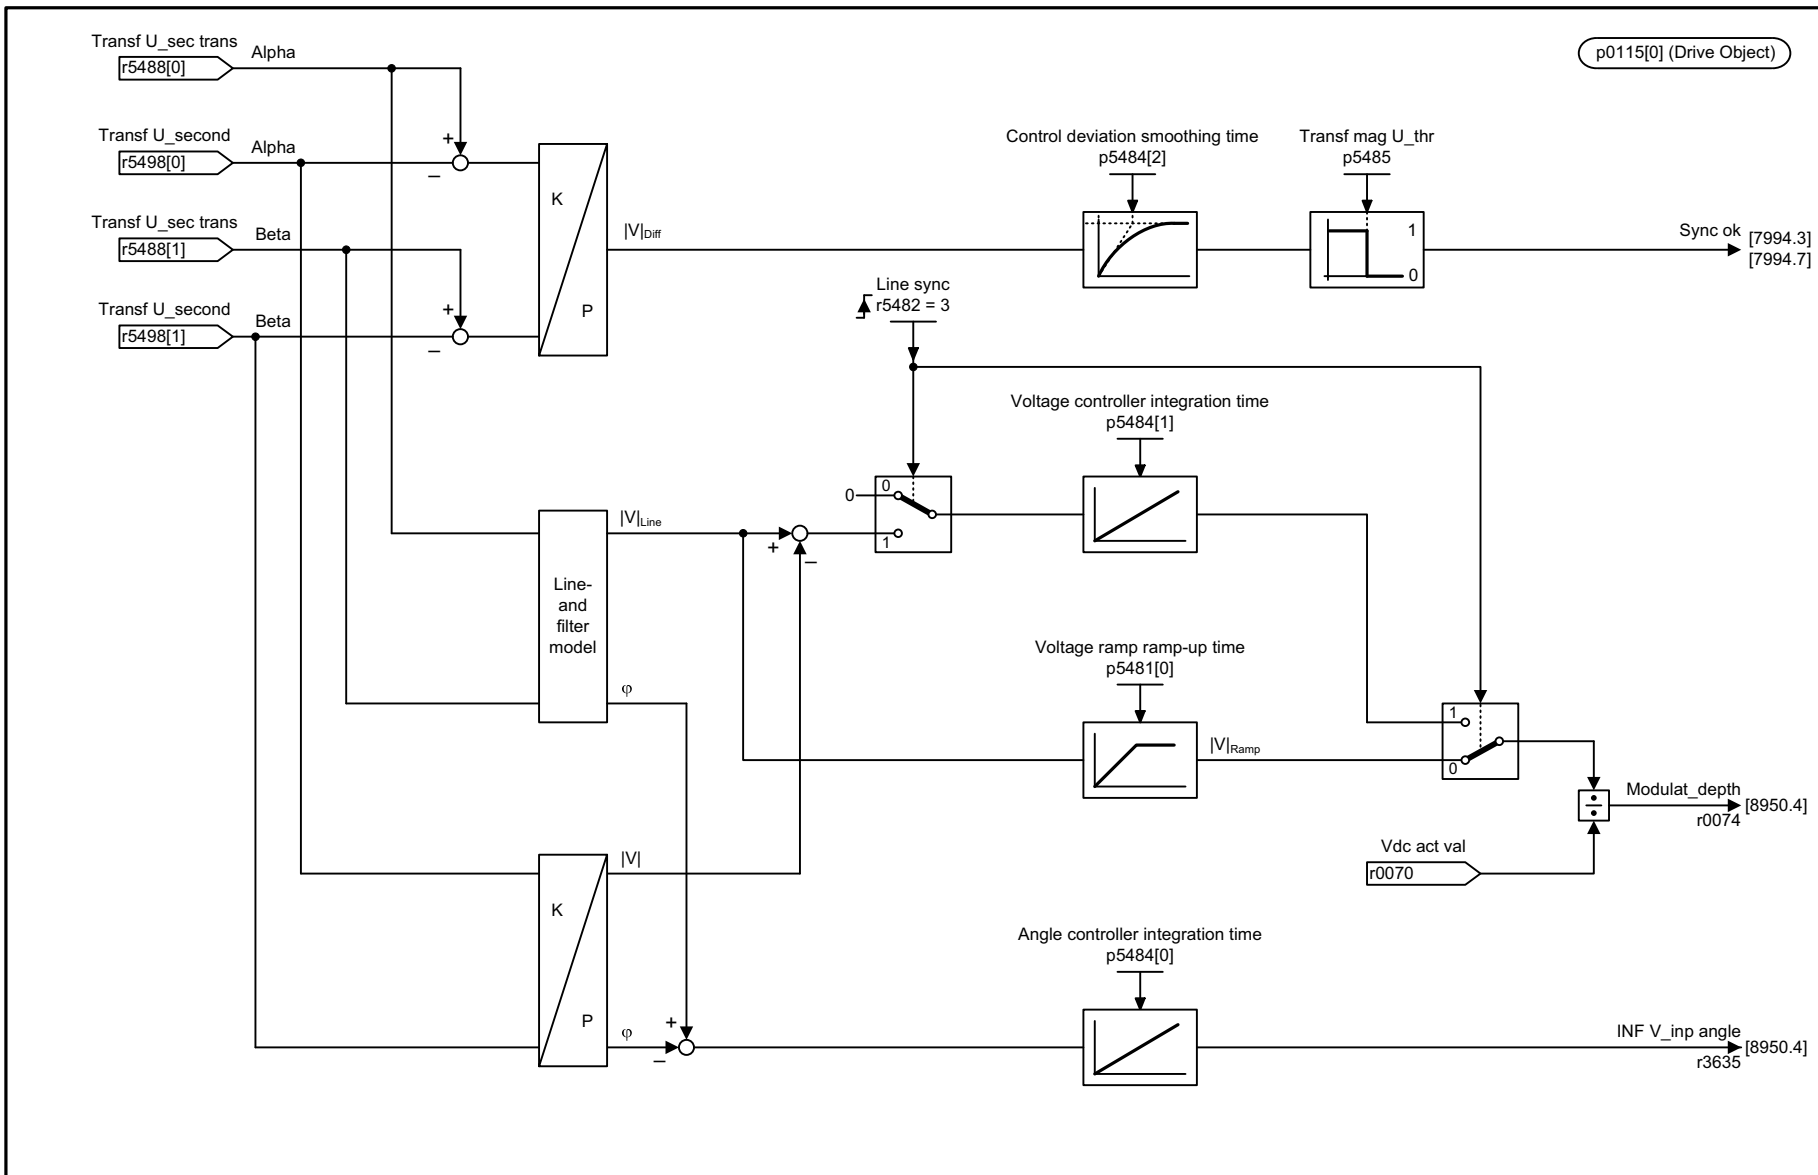 Transf U_sec trans
r5488[0]
Alpha
p0115[0] (Drive Object)
Transf U_second
r5498[0]
Alpha
+
–
Control deviation smoothing time
p5484[2]
Transf mag U_thr
p5485
Transf U_sec trans
r5488[1]
Beta
K
P
|V|Diff
1
0
Sync ok
[7994.3]
[7994.7]
Transf U_second
r5498[1]
Beta
+
–
Line sync
r5482 = 3
Voltage controller integration time
p5484[1]
0
0
1
|V|Line
+
–
Line-
and
filter
model
φ
Voltage ramp ramp-up time
p5481[0]
|V|Ramp
1
0
÷
Modulat_depth
r0074
[8950.4]
Vdc act val
r0070
K
P
|V|
φ
+
–
Angle controller integration time
p5484[0]
INF V_inp angle
r3635
[8950.4]